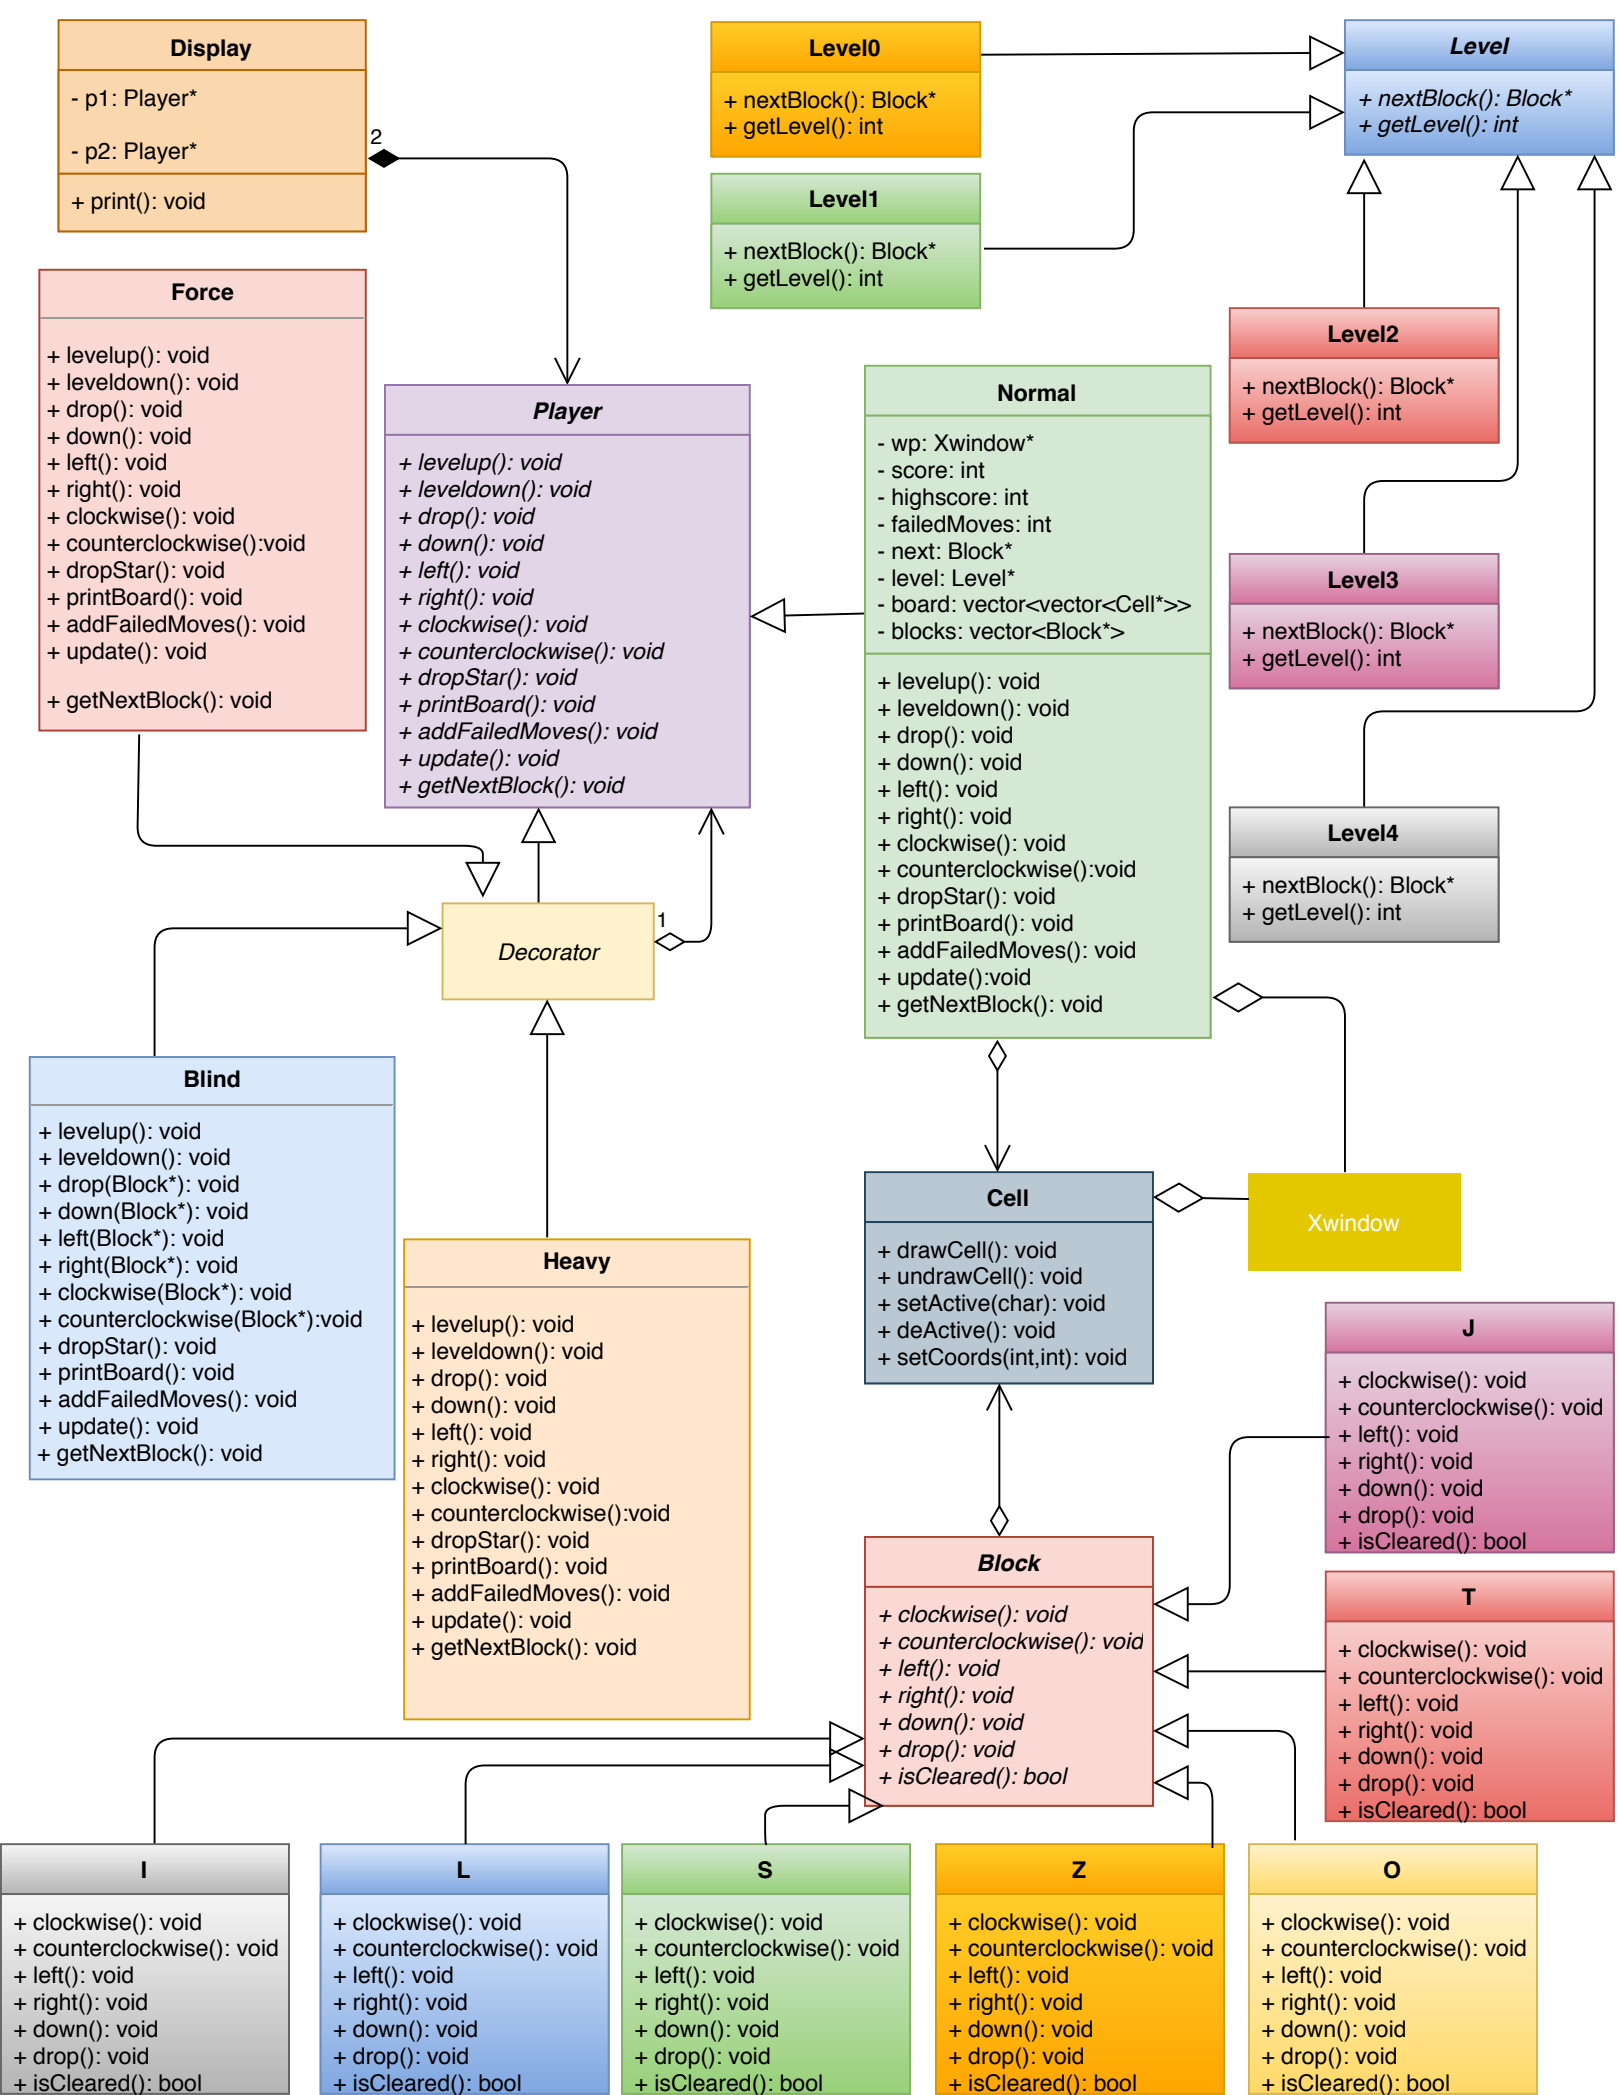 Display
- p1: Player*
- p2: Player*
+ print(): void
2
Level0
+ nextBlock(): Block*
+ getLevel(): int
Level
+ nextBlock(): Block*
+ getLevel(): int
Level1
+ nextBlock(): Block*
+ getLevel(): int
Force
+ levelup(): void
+ leveldown(): void
+ drop(): void
+ down(): void
+ left(): void
+ right(): void
+ clockwise(): void
+ counterclockwise():void
+ dropStar(): void
+ printBoard(): void
+ addFailedMoves(): void
+ update(): void
+ getNextBlock(): void
Player
+ levelup(): void
+ leveldown(): void
+ drop(): void
+ down(): void
+ left(): void
+ right(): void
+ clockwise(): void
+ counterclockwise(): void
+ dropStar(): void
+ printBoard(): void
+ addFailedMoves(): void
+ update(): void
+ getNextBlock(): void
Normal
- wp: Xwindow*
- score: int
- highscore: int
- failedMoves: int
- next: Block*
- level: Level*
- board: vector<vector<Cell*>>
- blocks: vector<Block*>
+ levelup(): void
+ leveldown(): void
+ drop(): void
+ down(): void
+ left(): void
+ right(): void
+ clockwise(): void
+ counterclockwise():void
+ dropStar(): void
+ printBoard(): void
+ addFailedMoves(): void
+ update():void
+ getNextBlock(): void
Level2
+ nextBlock(): Block*
+ getLevel(): int
Level3
+ nextBlock(): Block*
+ getLevel(): int
Level4
+ nextBlock(): Block*
+ getLevel(): int
Decorator
1
Blind
+ levelup(): void
+ leveldown(): void
+ drop(Block*): void
+ down(Block*): void
+ left(Block*): void
+ right(Block*): void
+ clockwise(Block*): void
+ counterclockwise(Block*):void
+ dropStar(): void
+ printBoard(): void
+ addFailedMoves(): void
+ update(): void
+ getNextBlock(): void
Heavy
+ levelup(): void
+ leveldown(): void
+ drop(): void
+ down(): void
+ left(): void
+ right(): void
+ clockwise(): void
+ counterclockwise():void
+ dropStar(): void
+ printBoard(): void
+ addFailedMoves(): void
+ update(): void
+ getNextBlock(): void
Cell
+ drawCell(): void
+ undrawCell(): void
+ setActive(char): void
+ deActive(): void
+ setCoords(int,int): void
Xwindow
J
+ clockwise(): void
+ counterclockwise(): void
+ left(): void
+ right(): void
+ down(): void
+ drop(): void
+ isCleared(): bool
Block
+ clockwise(): void
+ counterclockwise(): void
+ left(): void
+ right(): void
+ down(): void
+ drop(): void
+ isCleared(): bool
T
+ clockwise(): void
+ counterclockwise(): void
+ left(): void
+ right(): void
+ down(): void
+ drop(): void
+ isCleared(): bool
I
+ clockwise(): void
+ counterclockwise(): void
+ left(): void
+ right(): void
+ down(): void
+ drop(): void
+ isCleared(): bool
L
+ clockwise(): void
+ counterclockwise(): void
+ left(): void
+ right(): void
+ down(): void
+ drop(): void
+ isCleared(): bool
S
+ clockwise(): void
+ counterclockwise(): void
+ left(): void
+ right(): void
+ down(): void
+ drop(): void
+ isCleared(): bool
Z
+ clockwise(): void
+ counterclockwise(): void
+ left(): void
+ right(): void
+ down(): void
+ drop(): void
+ isCleared(): bool
O
+ clockwise(): void
+ counterclockwise(): void
+ left(): void
+ right(): void
+ down(): void
+ drop(): void
+ isCleared(): bool